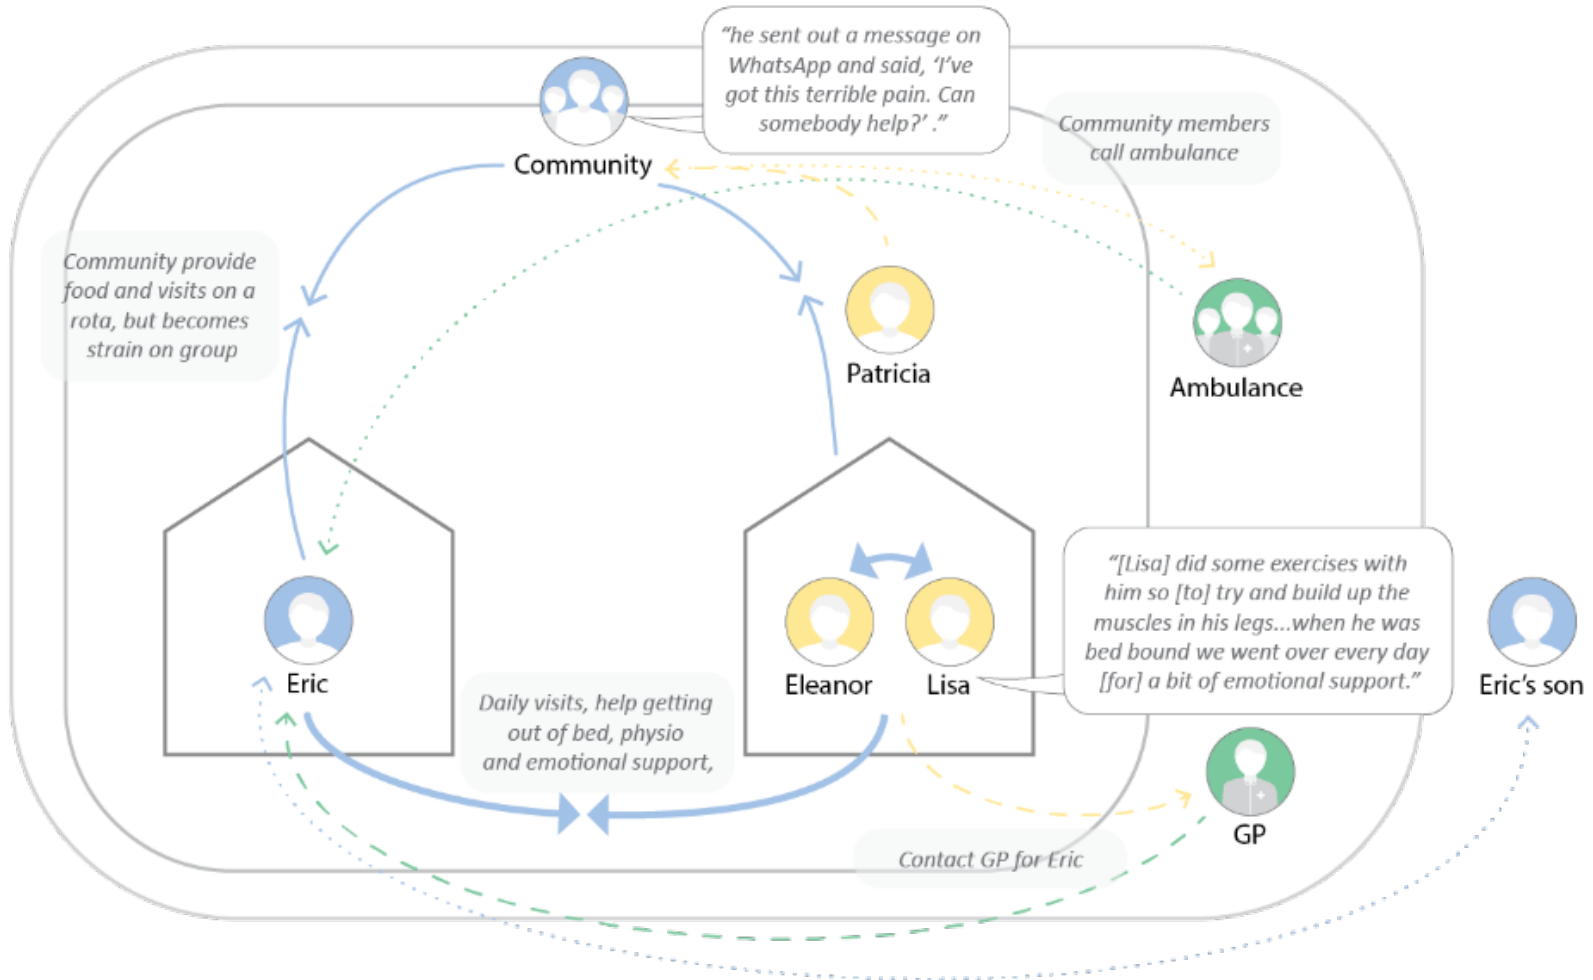 “he sent out a message on
WhatsApp and said, ‘I’ve
got this terrible pain. Can
somebody help?’ .”
Community members
call ambulance
Community
Community provide
food and visits on a
rota, but becomes
strain on group
Patricia
Ambulance
“[Lisa] did some exercises with
him so [to] try and build up the
muscles in his legs...when he was
bed bound we went over every day
[for] a bit of emotional support.”
Eric
Eleanor
Lisa
Eric’s son
Daily visits, help getting
out of bed, physio
and emotional support,
GP
Contact GP for Eric